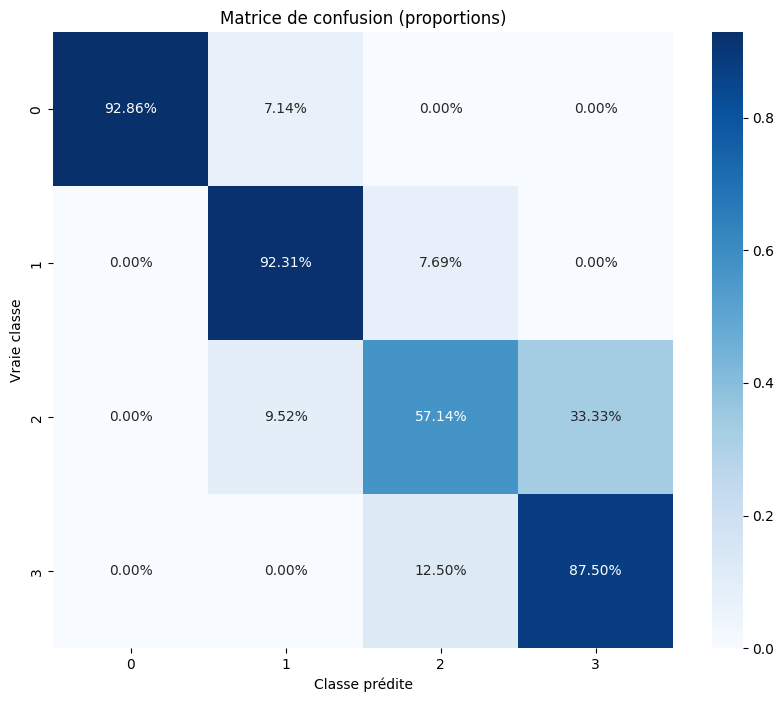 Matrice de confusion (proportions)
0 92.86% 7.14% 0.00% 0.00%
1 0.00% 92.31% 7.69% 0.00%
2 0.00% 9.52% 57.14% 33.33%
3 0.00% 0.00% 12.50% 87.50%
0 1 2 3
Vraie classe
Classe prédite
0.8
0.6
0.4
0.2
0.0